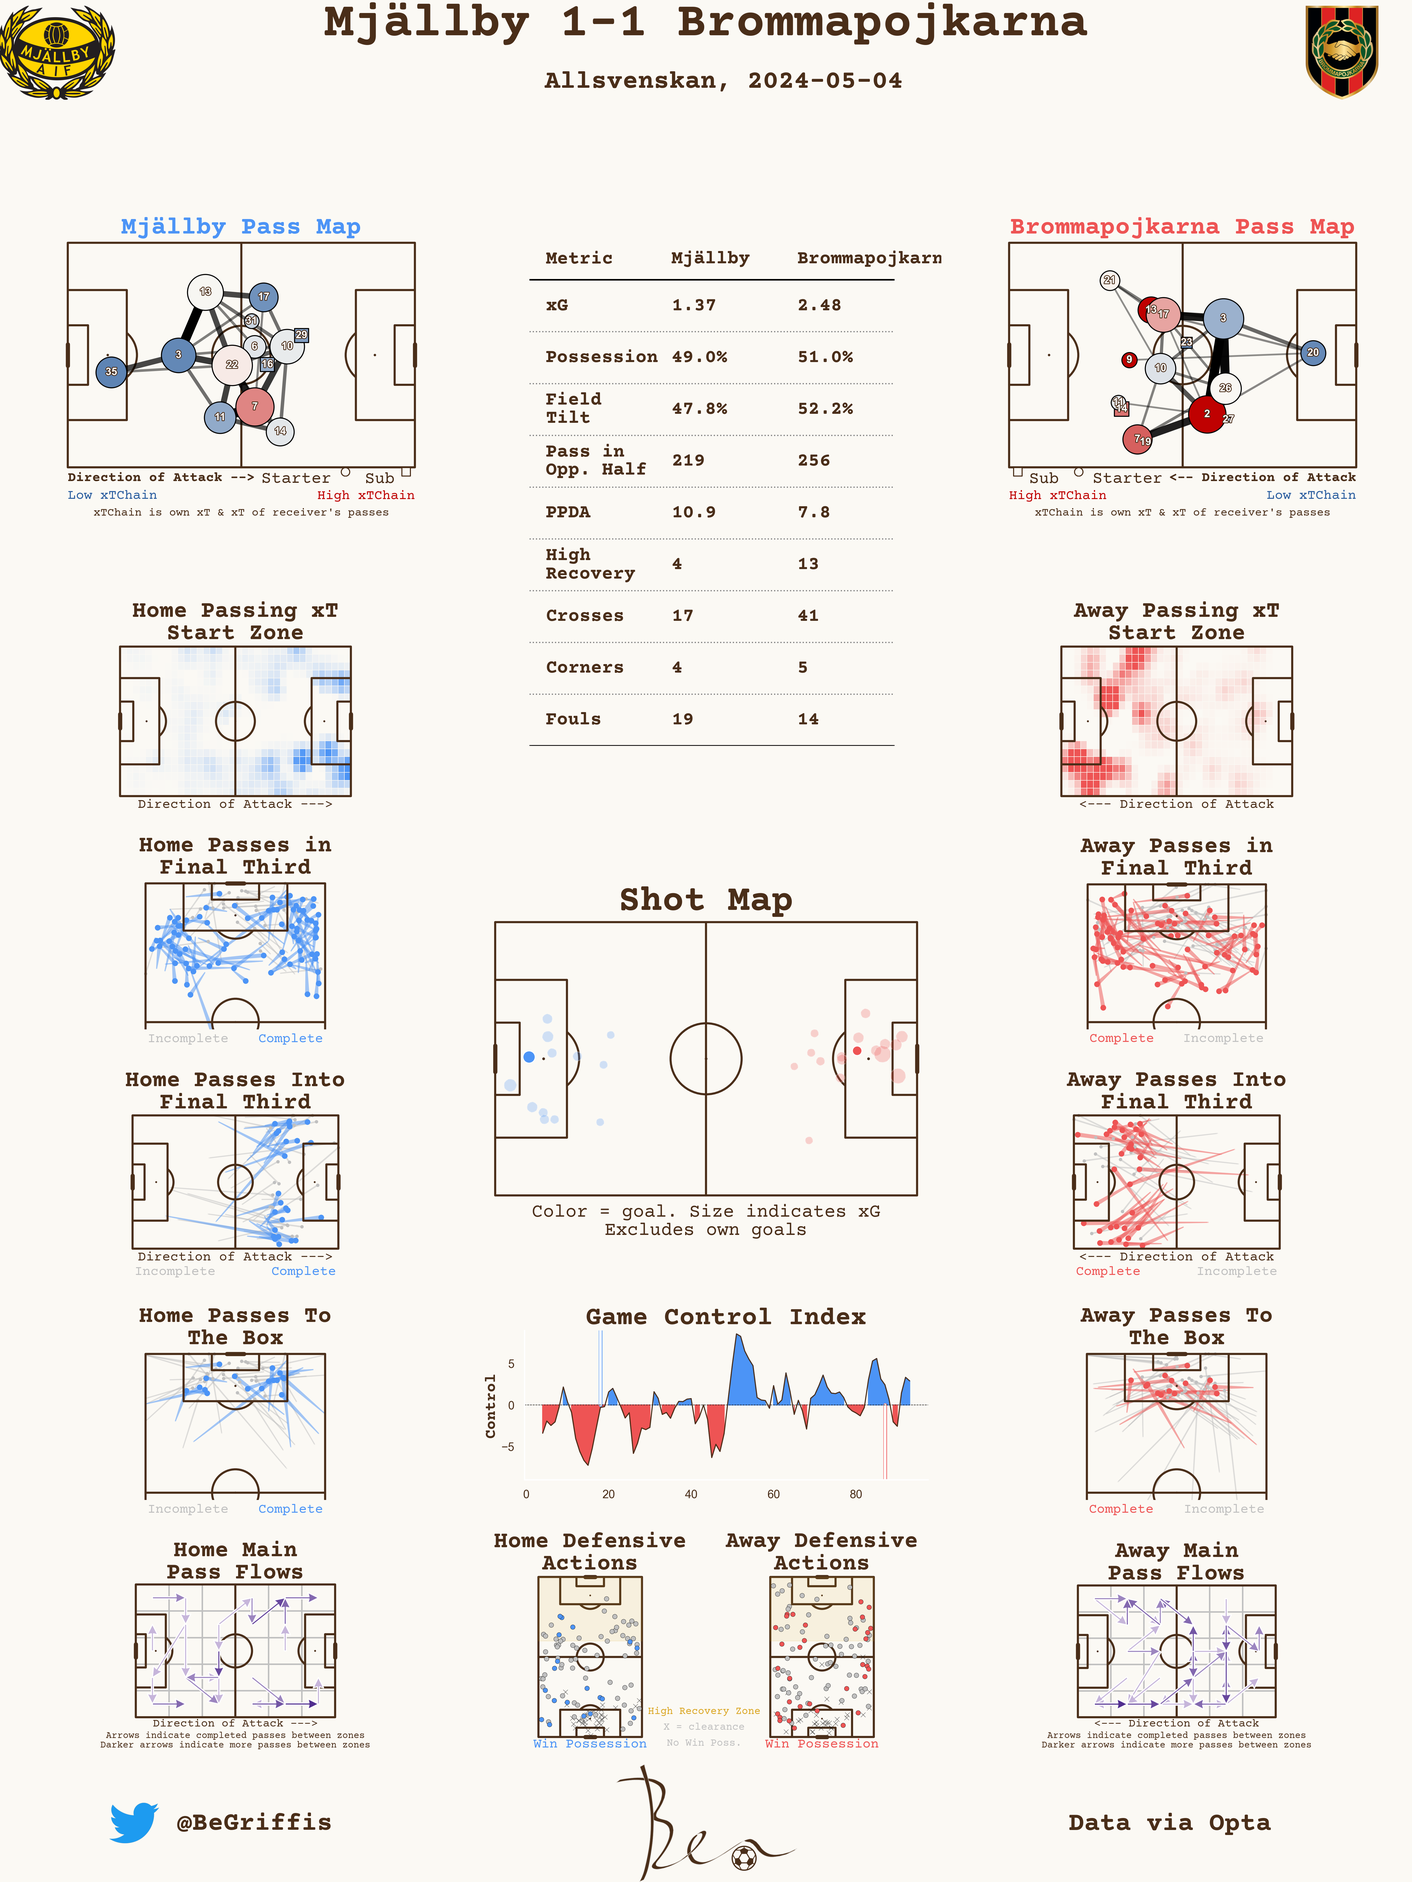 Mjällby 1-1 Brommapojkarna
Allsvenskan, 2024-05-04
MJÄLLBY
AIF
BROMMAPOJKARNA
Mjällby Pass Map
13
17
31
29
3
6
10
22
16
35
7
11
14
Direction of Attack --> Starter Sub
Low xTChain High xTChain
xTChain is own xT & xT of receiver's passes
Metric Mjällby Brommapojkarn
xG 1.37 2.48
Possession 49.0% 51.0%
Field
Tilt 47.8% 52.2%
Pass in
Opp. Half 219 256
PPDA 10.9 7.8
High
Recovery 4 13
Crosses 17 41
Corners 4 5
Fouls 19 14
Brommapojkarna Pass Map
21
13
17
3
23
9
20
10
26
11
14
2
27
7
19
Sub Starter <-- Direction of Attack
High xTChain Low xTChain
xTChain is own xT & xT of receiver's passes
Home Passing xT
Start Zone
Direction of Attack --->
Away Passing xT
Start Zone
<--- Direction of Attack
Home Passes in
Final Third
Incomplete Complete
Away Passes in
Final Third
Complete Incomplete
Shot Map
Color = goal. Size indicates xG
Excludes own goals
Home Passes Into
Final Third
Direction of Attack --->
Incomplete Complete
Away Passes Into
Final Third
<--- Direction of Attack
Complete Incomplete
Home Passes To
The Box
Incomplete Complete
Game Control Index
Control
5
0
−5
0 20 40 60 80
Away Passes To
The Box
Complete Incomplete
Home Main
Pass Flows
Direction of Attack --->
Arrows indicate completed passes between zones
Darker arrows indicate more passes between zones
Home Defensive
Actions
Win Possession
High Recovery Zone
X = clearance
No Win Poss.
Away Defensive
Actions
Win Possession
Away Main
Pass Flows
<--- Direction of Attack
Arrows indicate completed passes between zones
Darker arrows indicate more passes between zones
@BeGriffis
Ben
Data via Opta